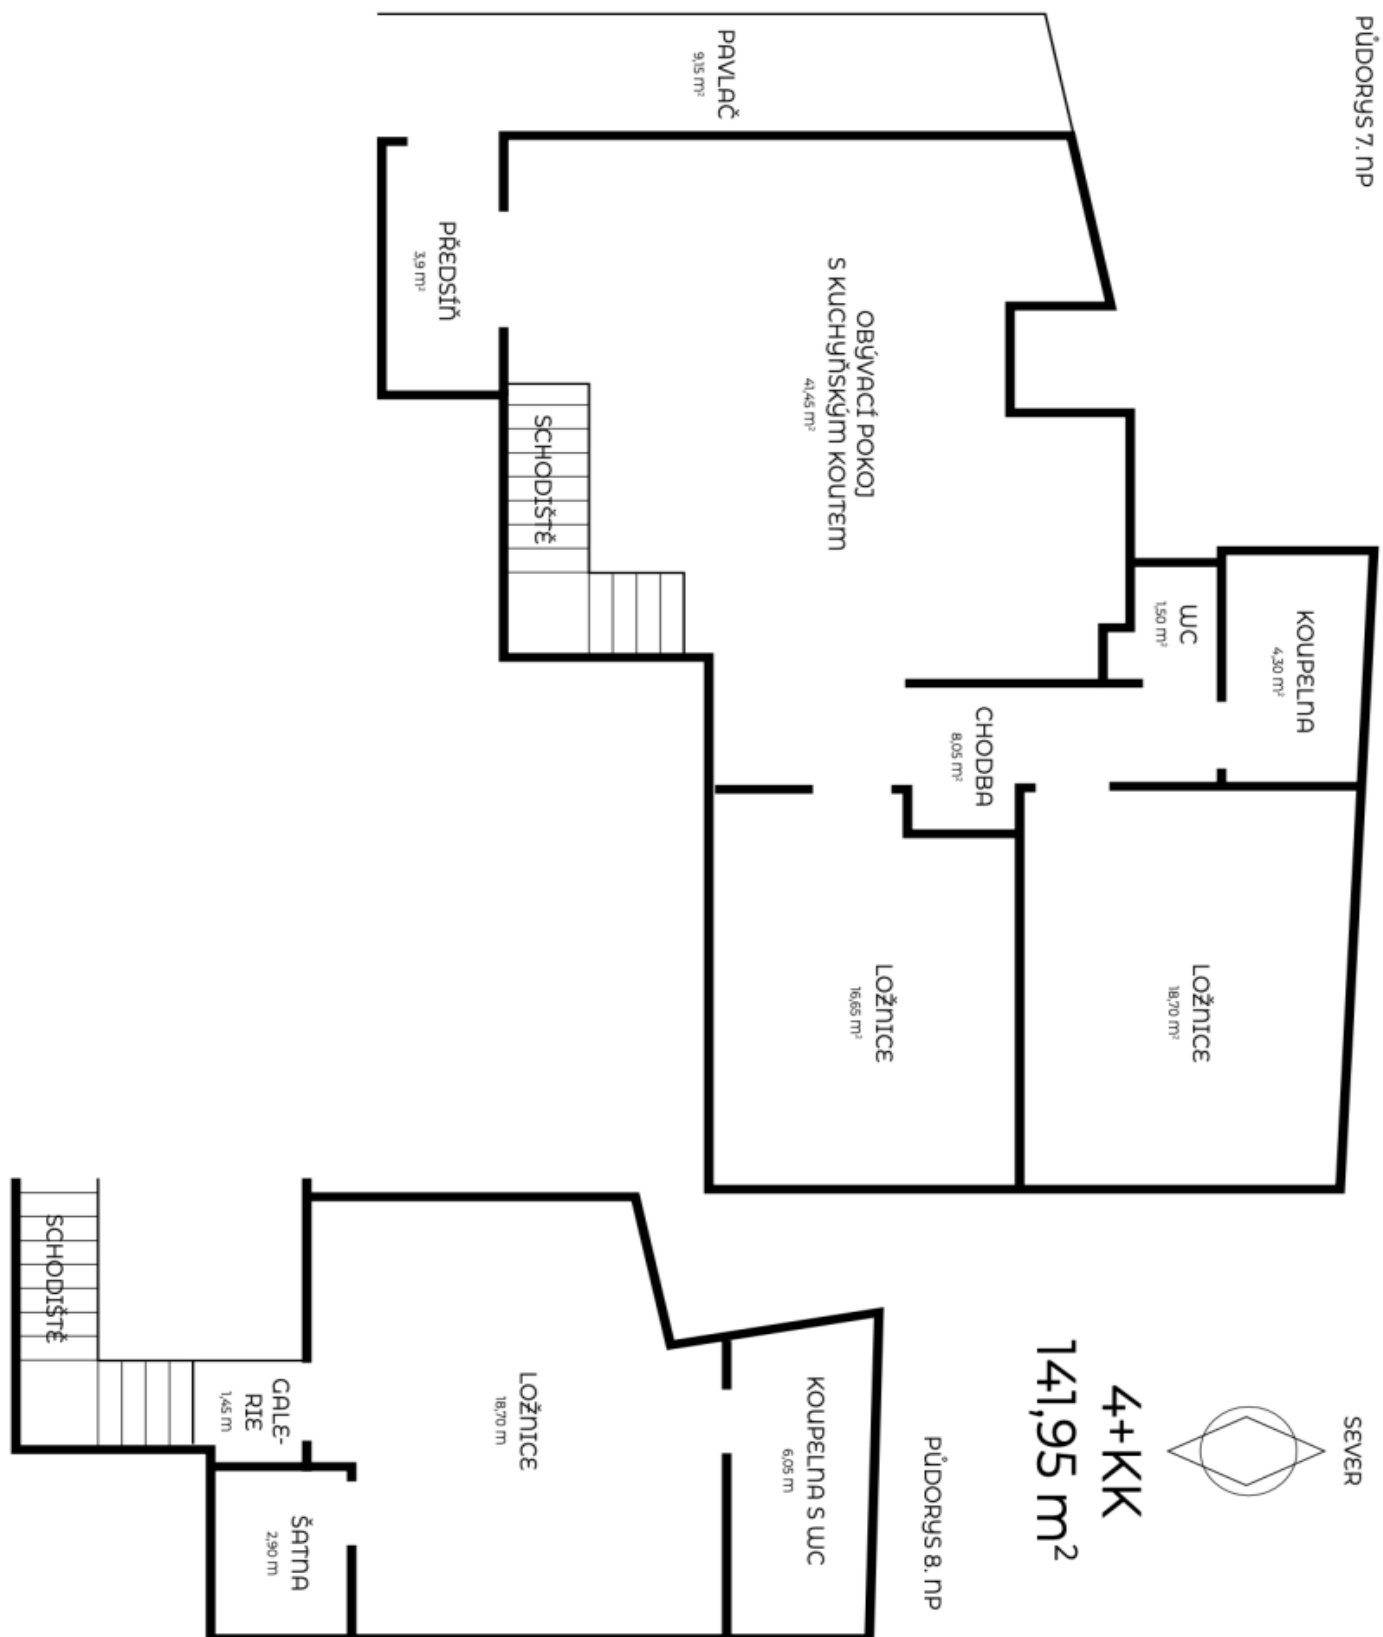 PŮDORYS 7. NP
PAVLAČ
9,15 m²
PŘEDSÍŇ
3,9 m²
OBÝVACÍ POKOJ
S KUCHYŇSKÝM KOUTEM
41,45 m²
SCHODIŠTĚ
WC
1,50 m²
KOUPELNA
4,30 m²
CHODBA
8,05 m²
LOŽNICE
18,70 m²
LOŽNICE
16,65 m²
SEVER
4+KK
141,95 m²
PŮDORYS 8. NP
SCHODIŠTĚ
GALE-
RIE
1,45 m
LOŽNICE
18,70 m
KOUPELNA S WC
6,05 m
ŠATNA
2,90 m